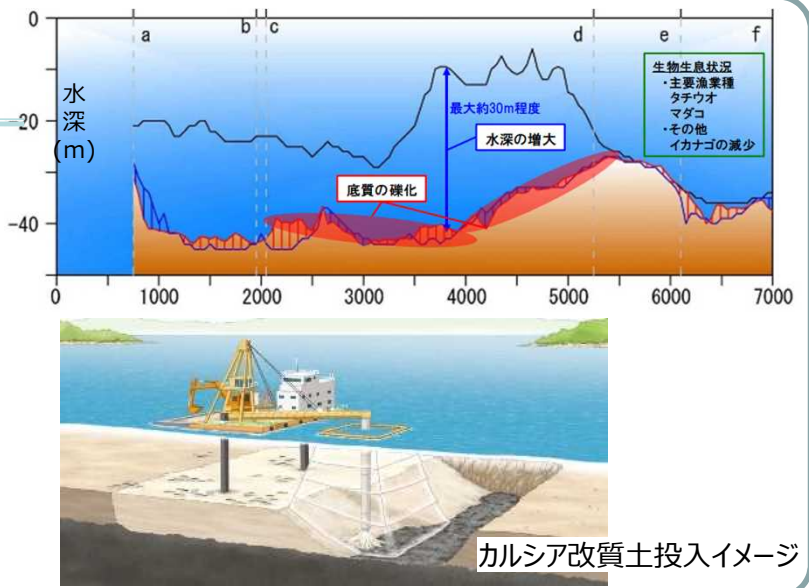 0
-20
-40
水
深
(m)
a
b
c
d
e
f
最大約30m程度
水深の増大
底質の礫化
生物生息状況
・主要漁業種
タチウオ
マダコ
・その他
イカナゴの減少
0 1000 2000 3000 4000 5000 6000 7000
カルシア改質土投入イメージ